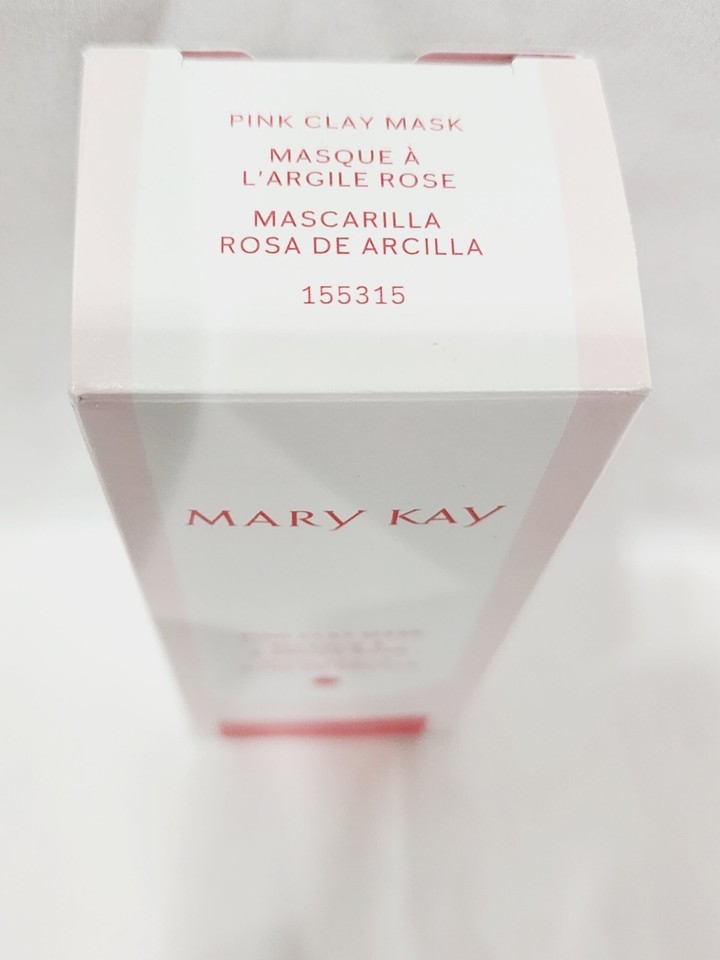 PINK CLAY MASK
MASQUE À
L'ARGILE ROSE
MASCARILLA
ROSA DE ARCILLA
155315
MARY KAY